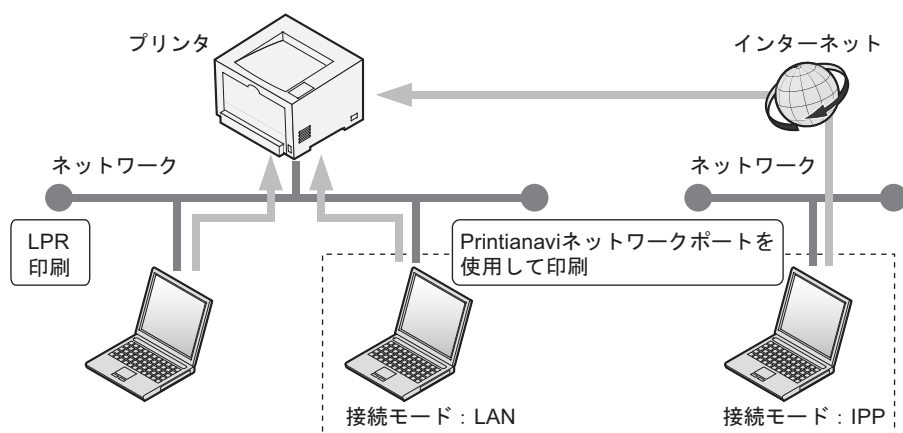 プリンタ
インターネット
ネットワーク
ネットワーク
LPR
印刷
Printianaviネットワークポートを
使用して印刷
接続モード：LAN
接続モード：IPP